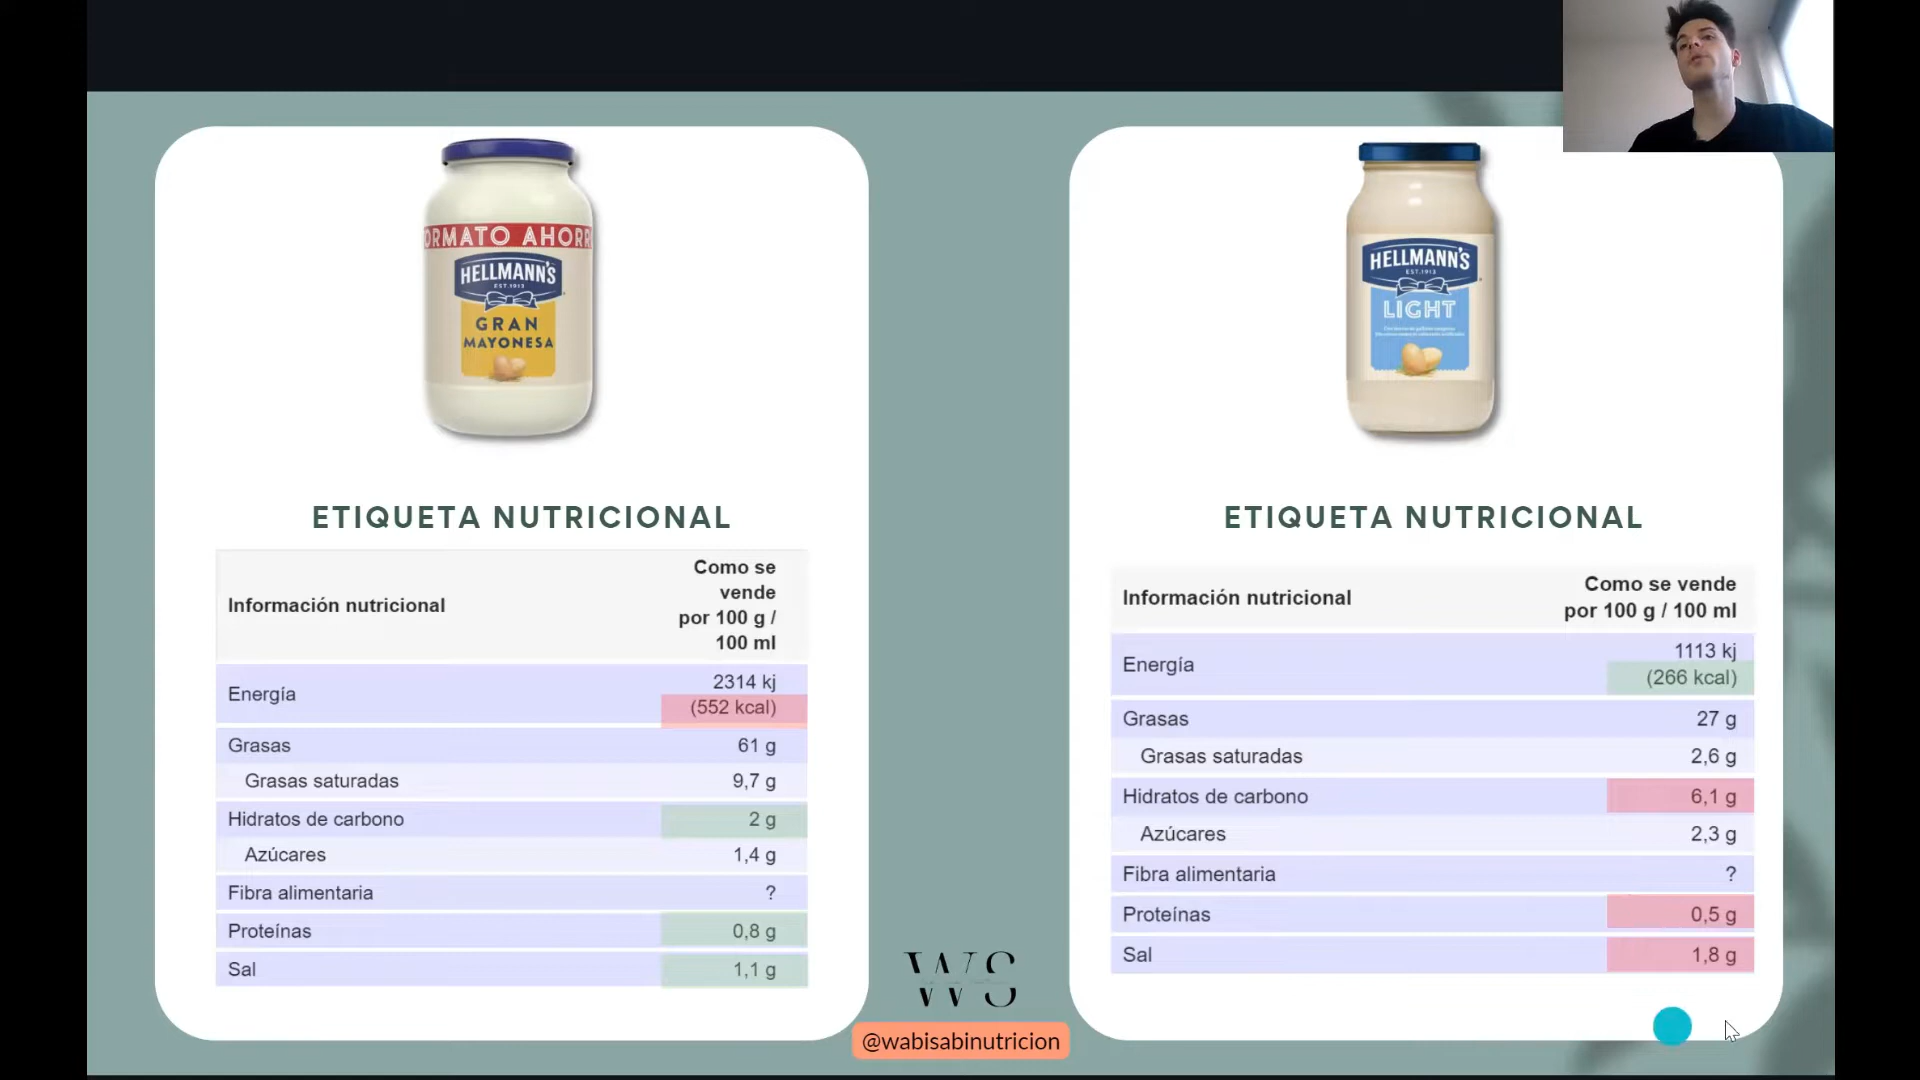 ORMATO AHORR
HELLMANN'S
EST.1913
GRAN
MAYONESA
ETIQUETA NUTRICIONAL
Información nutricional
Como se
vende
por 100 g /
100 ml
Energía
2314 kj
(552 kcal)
Grasas 61 g
Grasas saturadas 9,7 g
Hidratos de carbono 2 g
Azúcares 1,4 g
Fibra alimentaria ?
Proteínas 0,8 g
Sal 1,1 g
HELLMANN'S
EST.1913
LIGHT
ETIQUETA NUTRICIONAL
Información nutricional
Como se vende
por 100 g / 100 ml
Energía
1113 kj
(266 kcal)
Grasas 27 g
Grasas saturadas 2,6 g
Hidratos de carbono 6,1 g
Azúcares 2,3 g
Fibra alimentaria ?
Proteínas 0,5 g
Sal 1,8 g
WS
@wabisabinutricion